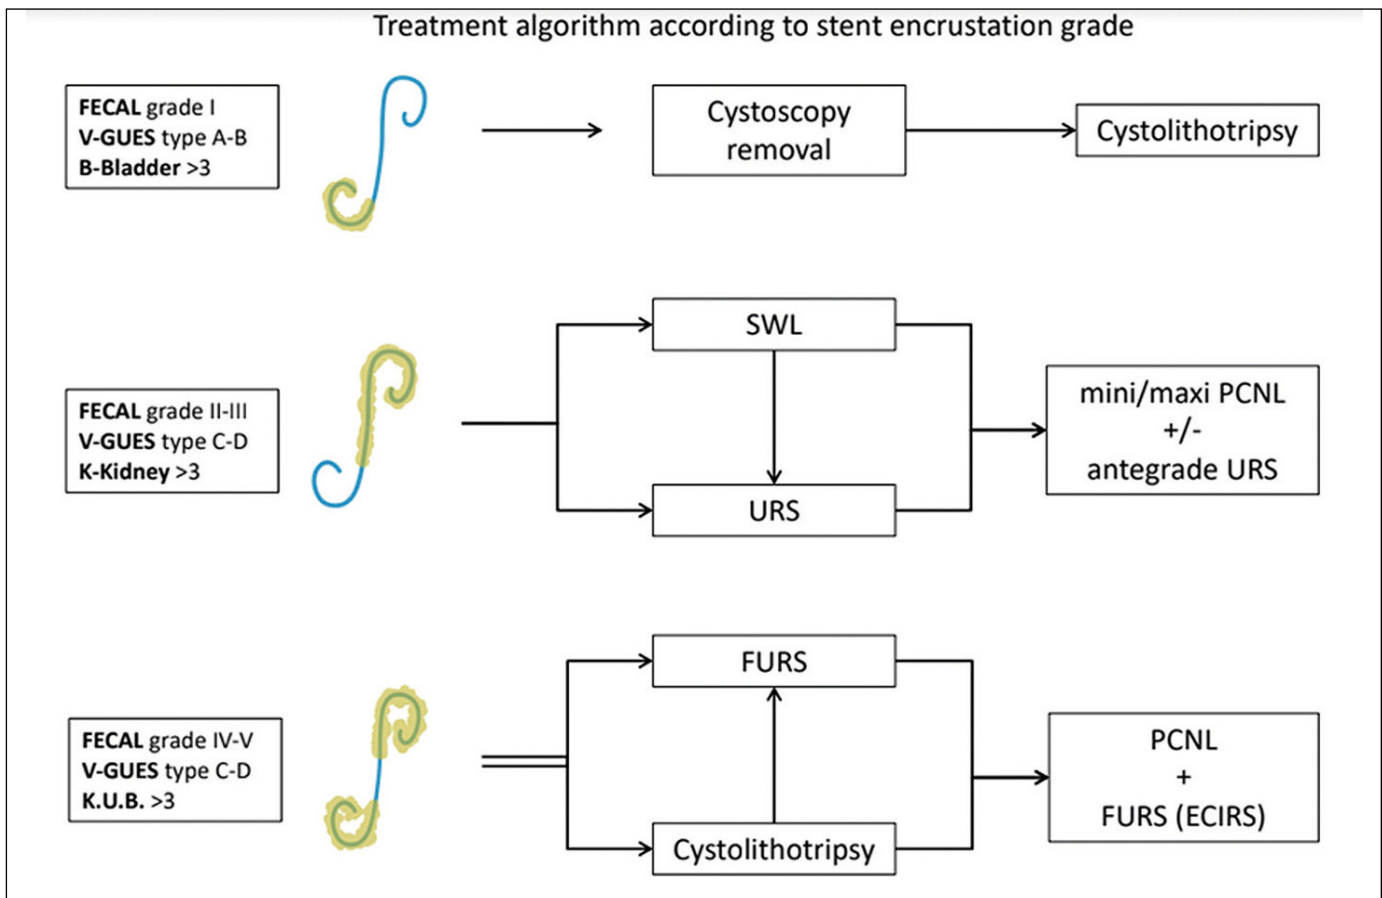 Treatment algorithm according to stent encrustation grade
FECAL grade I
V-GUES type A-B
B-Bladder >3
Cystoscopy
removal
Cystolithotripsy
FECAL grade II-III
V-GUES type C-D
K-Kidney >3
SWL
URS
mini/maxi PCNL
+/-
antegrade URS
FECAL grade IV-V
V-GUES type C-D
K.U.B. >3
FURS
Cystolithotripsy
PCNL
+
FURS (ECIRS)